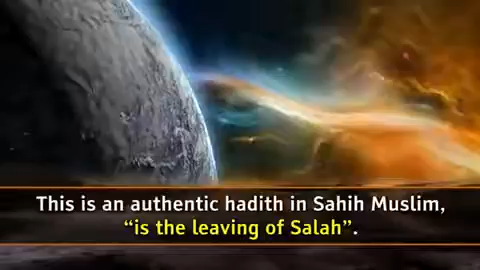 This is an authentic hadith in Sahih Muslim,
“is the leaving of Salah”.